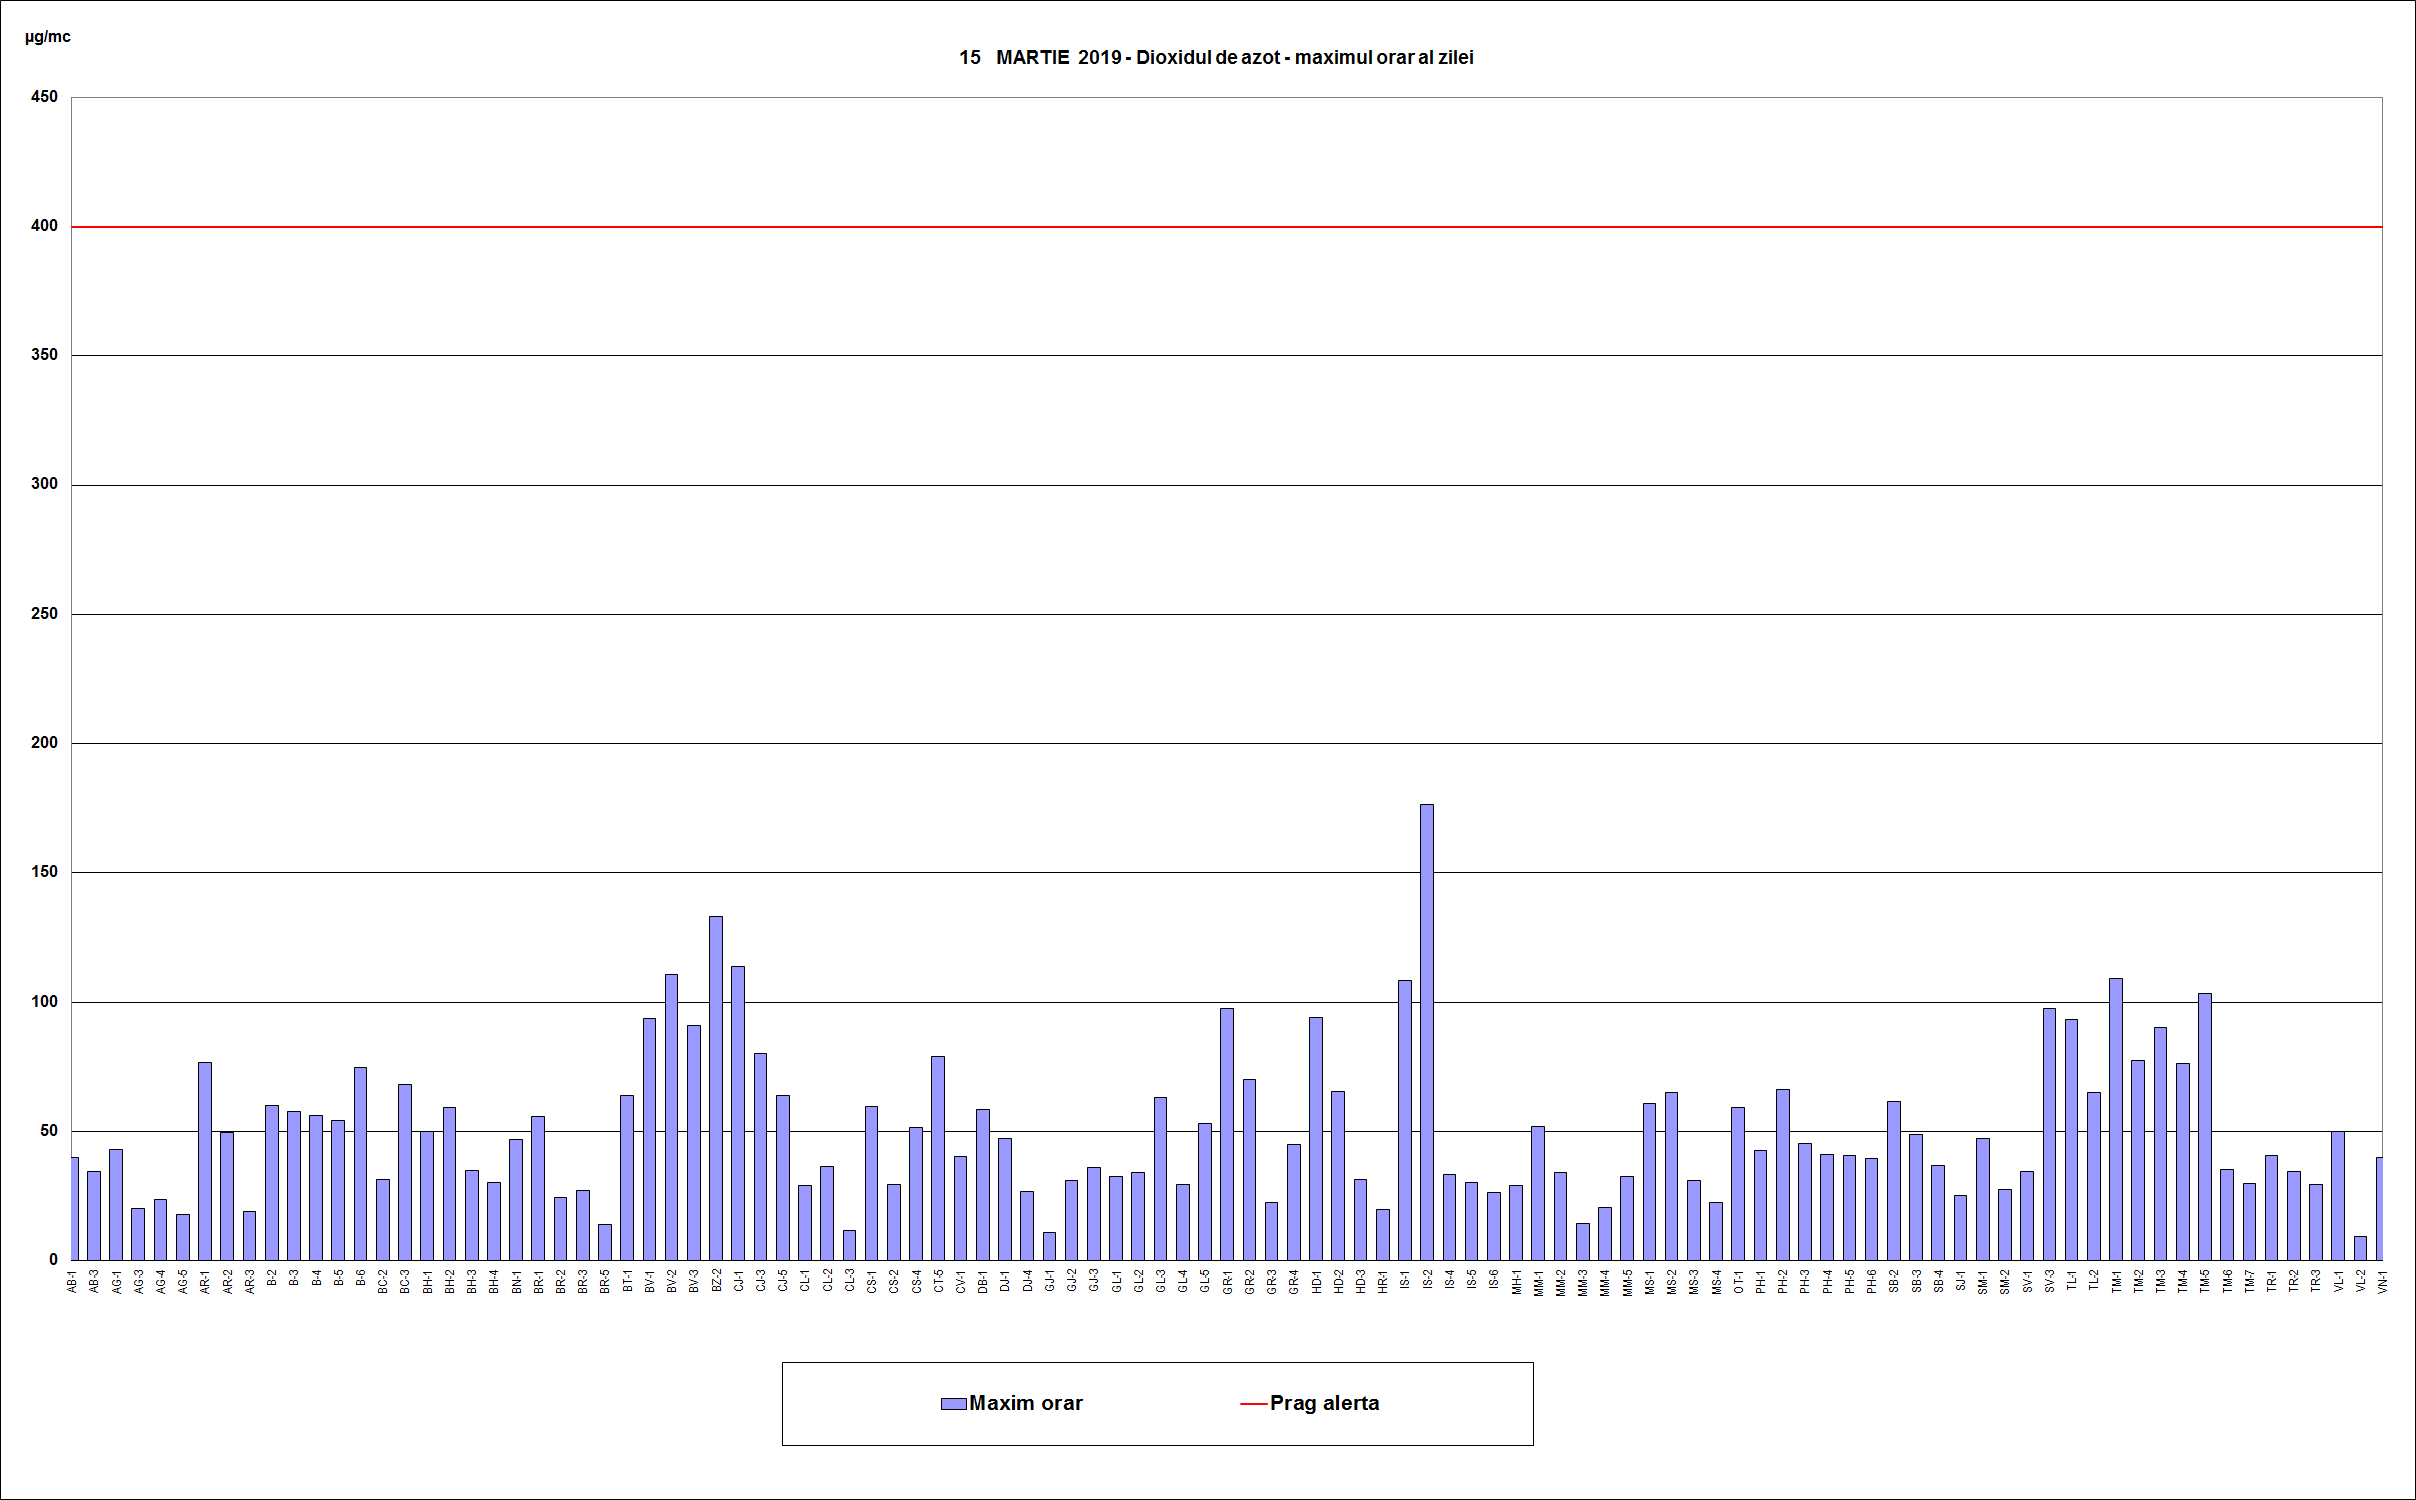 µg/mc
15 MARTIE 2019 - Dioxidul de azot - maximul orar al zilei
450
400
350
300
250
200
150
100
50
0
AB-1 AB-3 AG-1 AG-3 AG-4 AG-5 AR-1 AR-2 AR-3 B-2 B-3 B-4 B-5 B-6 BC-2 BC-3 BH-1 BH-2 BH-3 BH-4 BN-1 BR-1 BR-2 BR-3 BR-5 BT-1 BV-1 BV-2 BV-3 BZ-2 CJ-1 CJ-3 CJ-5 CL-1 CL-2 CL-3 CS-1 CS-2 CS-4 CT-5 CV-1 DB-1 DJ-1 DJ-4 GJ-1 GJ-2 GJ-3 GL-1 GL-2 GL-3 GL-4 GL-5 GR-1 GR-2 GR-3 GR-4 HD-1 HD-2 HD-3 HR-1 IS-1 IS-2 IS-4 IS-5 IS-6 MH-1 MM-1 MM-2 MM-3 MM-4 MM-5 MS-1 MS-2 MS-3 MS-4 OT-1 PH-1 PH-2 PH-3 PH-4 PH-5 PH-6 SB-2 SB-3 SB-4 SJ-1 SM-1 SM-2 SV-1 SV-3 TL-1 TL-2 TM-1 TM-2 TM-3 TM-4 TM-5 TM-6 TM-7 TR-1 TR-2 TR-3 VL-1 VL-2 VN-1
Maxim orar Prag alerta